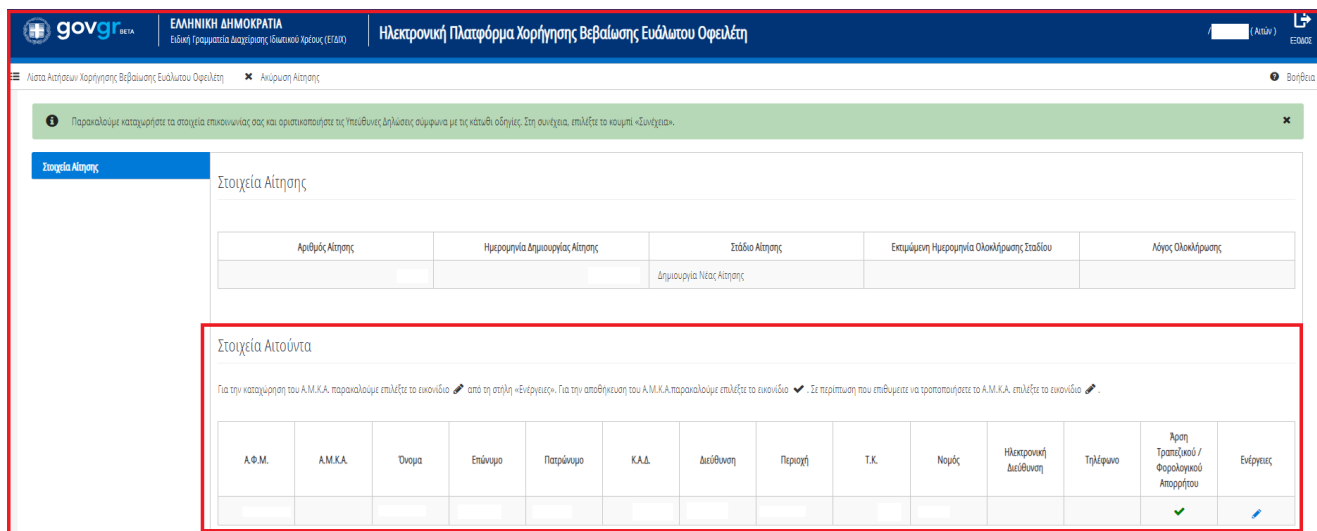 govgr BETA
ΕΛΛΗΝΙΚΗ ΔΗΜΟΚΡΑΤΙΑ
Ειδική Γραμματεία Διαχείρισης Ιδιωτικού Χρέους (ΕΓΔΙΧ)
Ηλεκτρονική Πλατφόρμα Χορήγησης Βεβαίωσης Ευάλωτου Οφειλέτη
/ ( Αιτών )
ΕΞΟΔΟΣ
Λίστα Αιτήσεων Χορήγησης Βεβαίωσης Ευάλωτου Οφειλέτη
Ακύρωση Αίτησης
Βοήθεια
Παρακαλούμε καταχωρήστε τα στοιχεία επικοινωνίας σας και οριστικοποιήστε τις Υπεύθυνες Δηλώσεις σύμφωνα με τις κάτωθι οδηγίες. Στη συνέχεια, επιλέξτε το κουμπί «Συνέχεια».
Στοιχεία Αίτησης
Στοιχεία Αίτησης
Αριθμός Αίτησης
Ημερομηνία Δημιουργίας Αίτησης
Στάδιο Αίτησης
Εκτιμώμενη Ημερομηνία Ολοκλήρωσης Σταδίου
Λόγος Ολοκλήρωσης
Δημιουργία Νέας Αίτησης
Στοιχεία Αιτούντα
Για την καταχώρηση του Α.Μ.Κ.Α. παρακαλούμε επιλέξτε το εικονίδιο από τη στήλη «Ενέργειες». Για την αποθήκευση του Α.Μ.Κ.Α.παρακαλούμε επιλέξτε το εικονίδιο . Σε περίπτωση που επιθυμείτε να τροποποιήσετε το Α.Μ.Κ.Α. επιλέξτε το εικονίδιο .
Α.Φ.Μ.
Α.Μ.Κ.Α.
Όνομα
Επώνυμο
Πατρώνυμο
Κ.Α.Δ.
Διεύθυνση
Περιοχή
Τ.Κ.
Νομός
Ηλεκτρονική
Διεύθυνση
Τηλέφωνο
Άρση
Τραπεζικού /
Φορολογικού
Απορρήτου
Ενέργειες